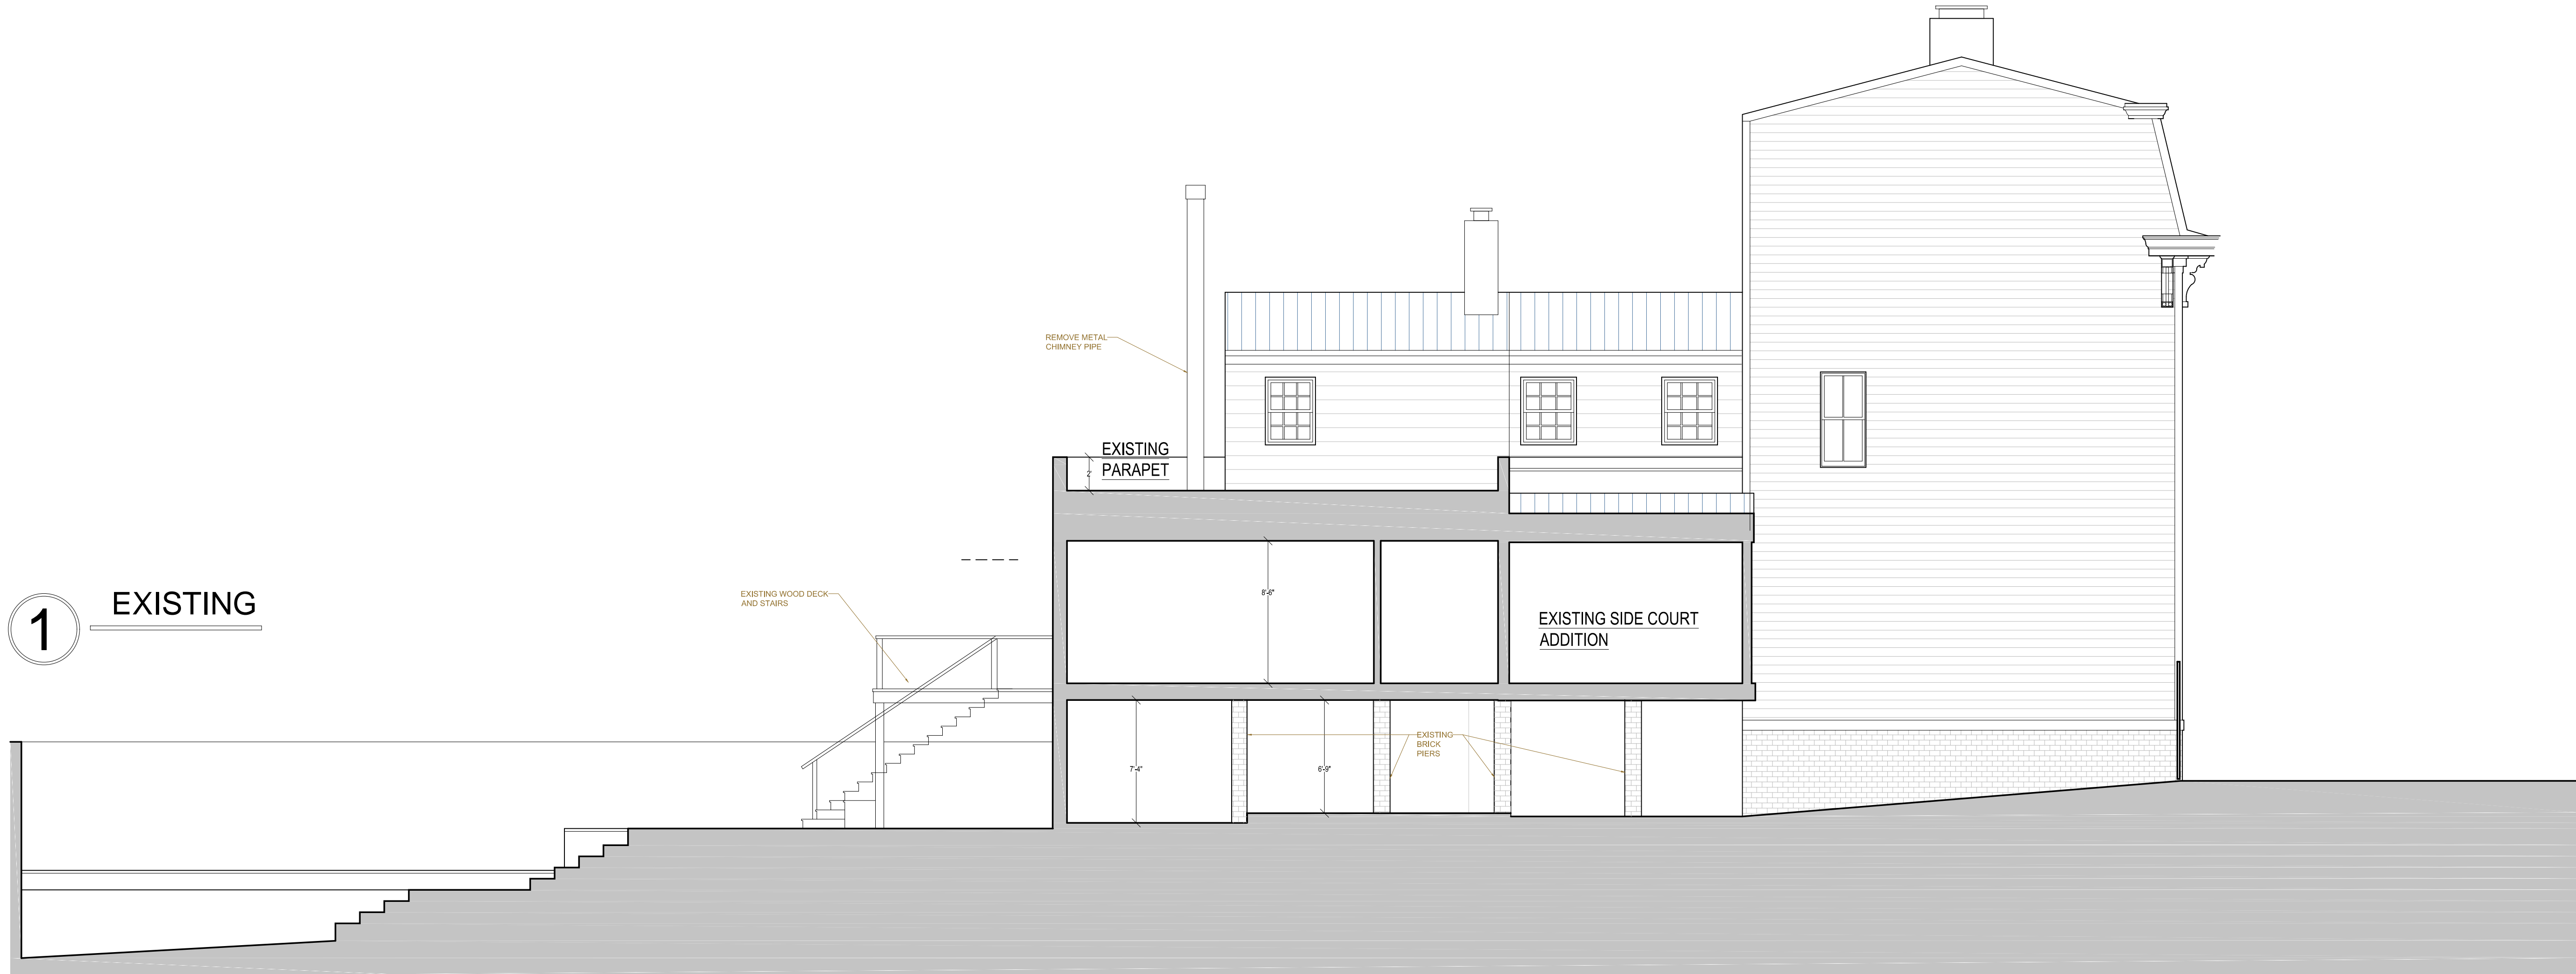 REMOVE METAL
CHIMNEY PIPE
EXISTING
PARAPET
2'
1
EXISTING
EXISTING WOOD DECK
AND STAIRS
8'-6"
EXISTING SIDE COURT
ADDITION
7'-4"
6'-9"
EXISTING
BRICK
PIERS